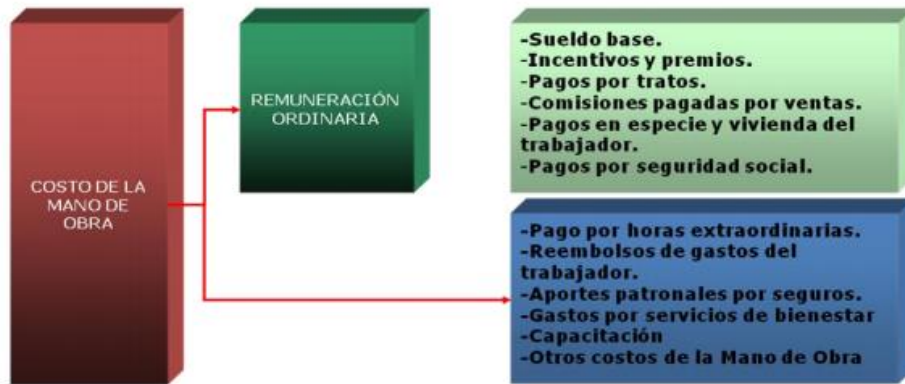 COSTO DE LA
MANO DE
OBRA
REMUNERACIÓN
ORDINARIA
-Sueldo base.
-Incentivos y premios.
-Pagos por tratos.
-Comisiones pagadas por ventas.
-Pagos en especie y vivienda del
trabajador.
-Pagos por seguridad social.
-Pago por horas extraordinarias.
-Reembolsos de gastos del
trabajador.
-Aportes patronales por seguros.
-Gastos por servicios de bienestar
-Capacitación
-Otros costos de la Mano de Obra